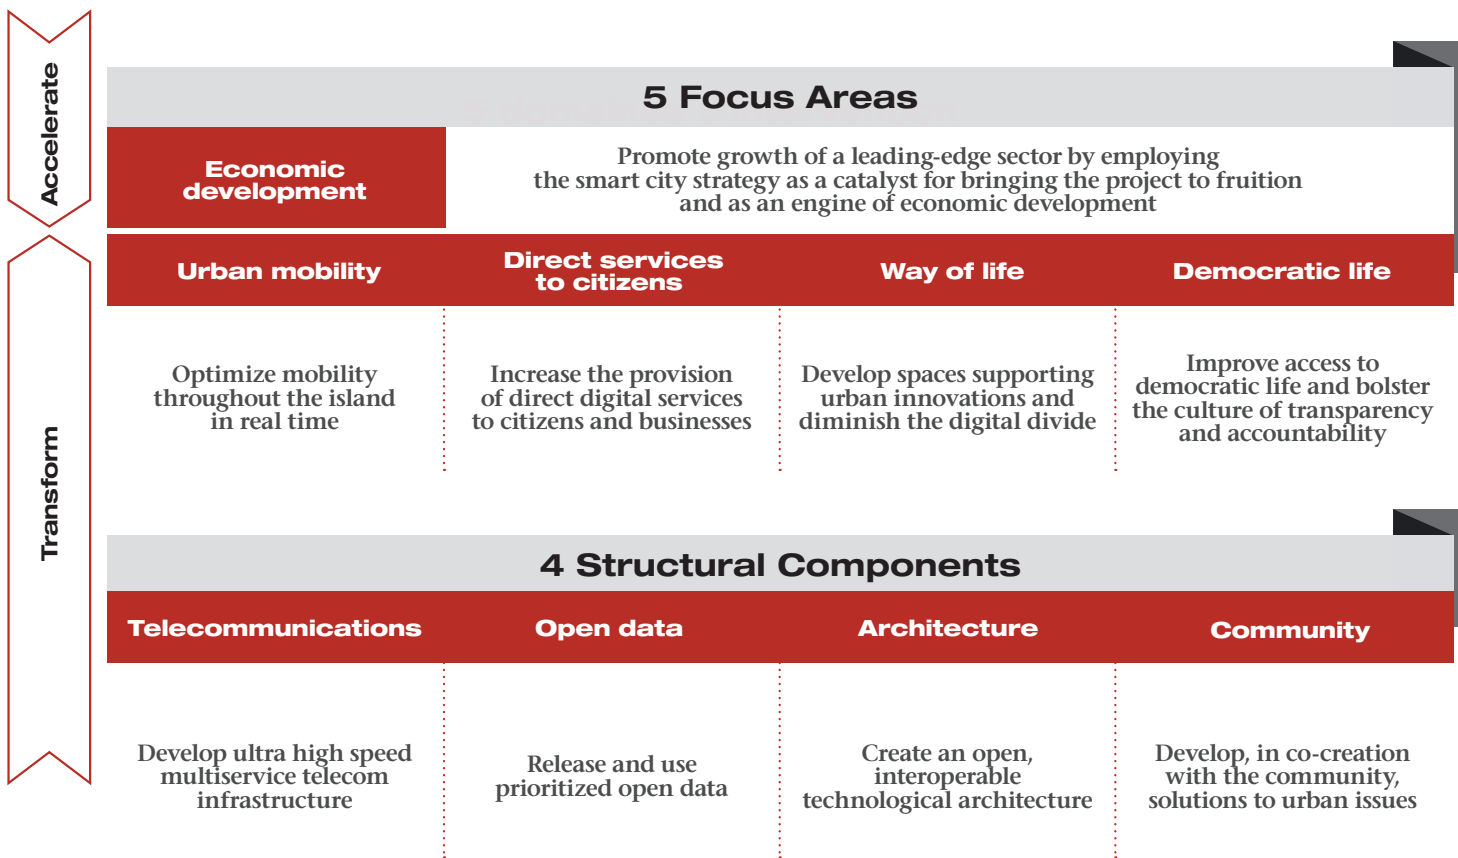 Accelerate
5 Focus Areas
Economic
development
Promote growth of a leading-edge sector by employing
the smart city strategy as a catalyst for bringing the project to fruition
and as an engine of economic development
Transform
Urban mobility
Direct services
to citizens
Way of life
Democratic life
Optimize mobility
throughout the island
in real time
Increase the provision
of direct digital services
to citizens and businesses
Develop spaces supporting
urban innovations and
diminish the digital divide
Improve access to
democratic life and bolster
the culture of transparency
and accountability
4 Structural Components
Telecommunications
Open data
Architecture
Community
Develop ultra high speed
multiservice telecom
infrastructure
Release and use
prioritized open data
Create an open,
interoperable
technological architecture
Develop, in co-creation
with the community,
solutions to urban issues